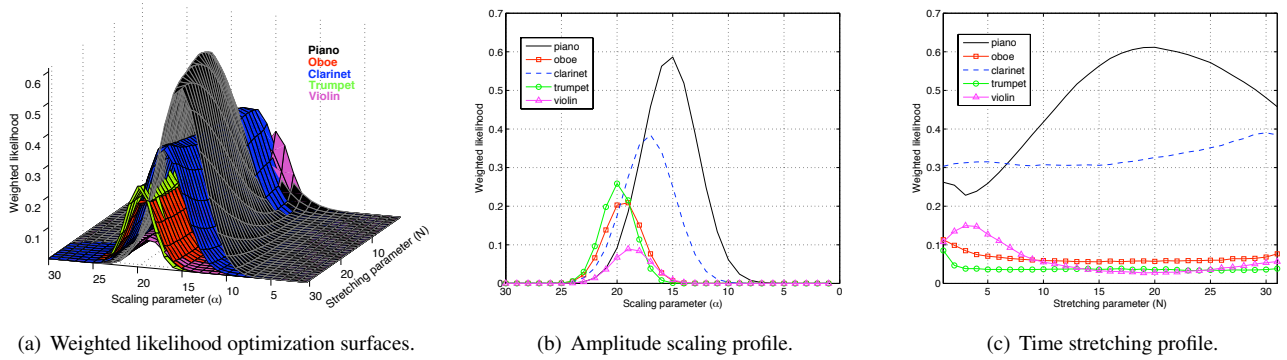 Piano
Oboe
Clarinet
Trumpet
Violin
Weighted likelihood
0.6
0.5
0.4
0.3
0.2
0.1
30
25
20
15
10
5
30
20
10
Scaling parameter (α)
Stretching parameter (N)
(a) Weighted likelihood optimization surfaces.
0.7
0.6
0.5
0.4
0.3
0.2
0.1
0
Weighted likelihood
piano
oboe
clarinet
trumpet
violin
30 25 20 15 10 5 0
Scaling parameter (α)
(b) Amplitude scaling profile.
0.7
0.6
0.5
0.4
0.3
0.2
0.1
0
Weighted likelihood
piano
oboe
clarinet
trumpet
violin
5 10 15 20 25 30
Stretching parameter (N)
(c) Time stretching profile.